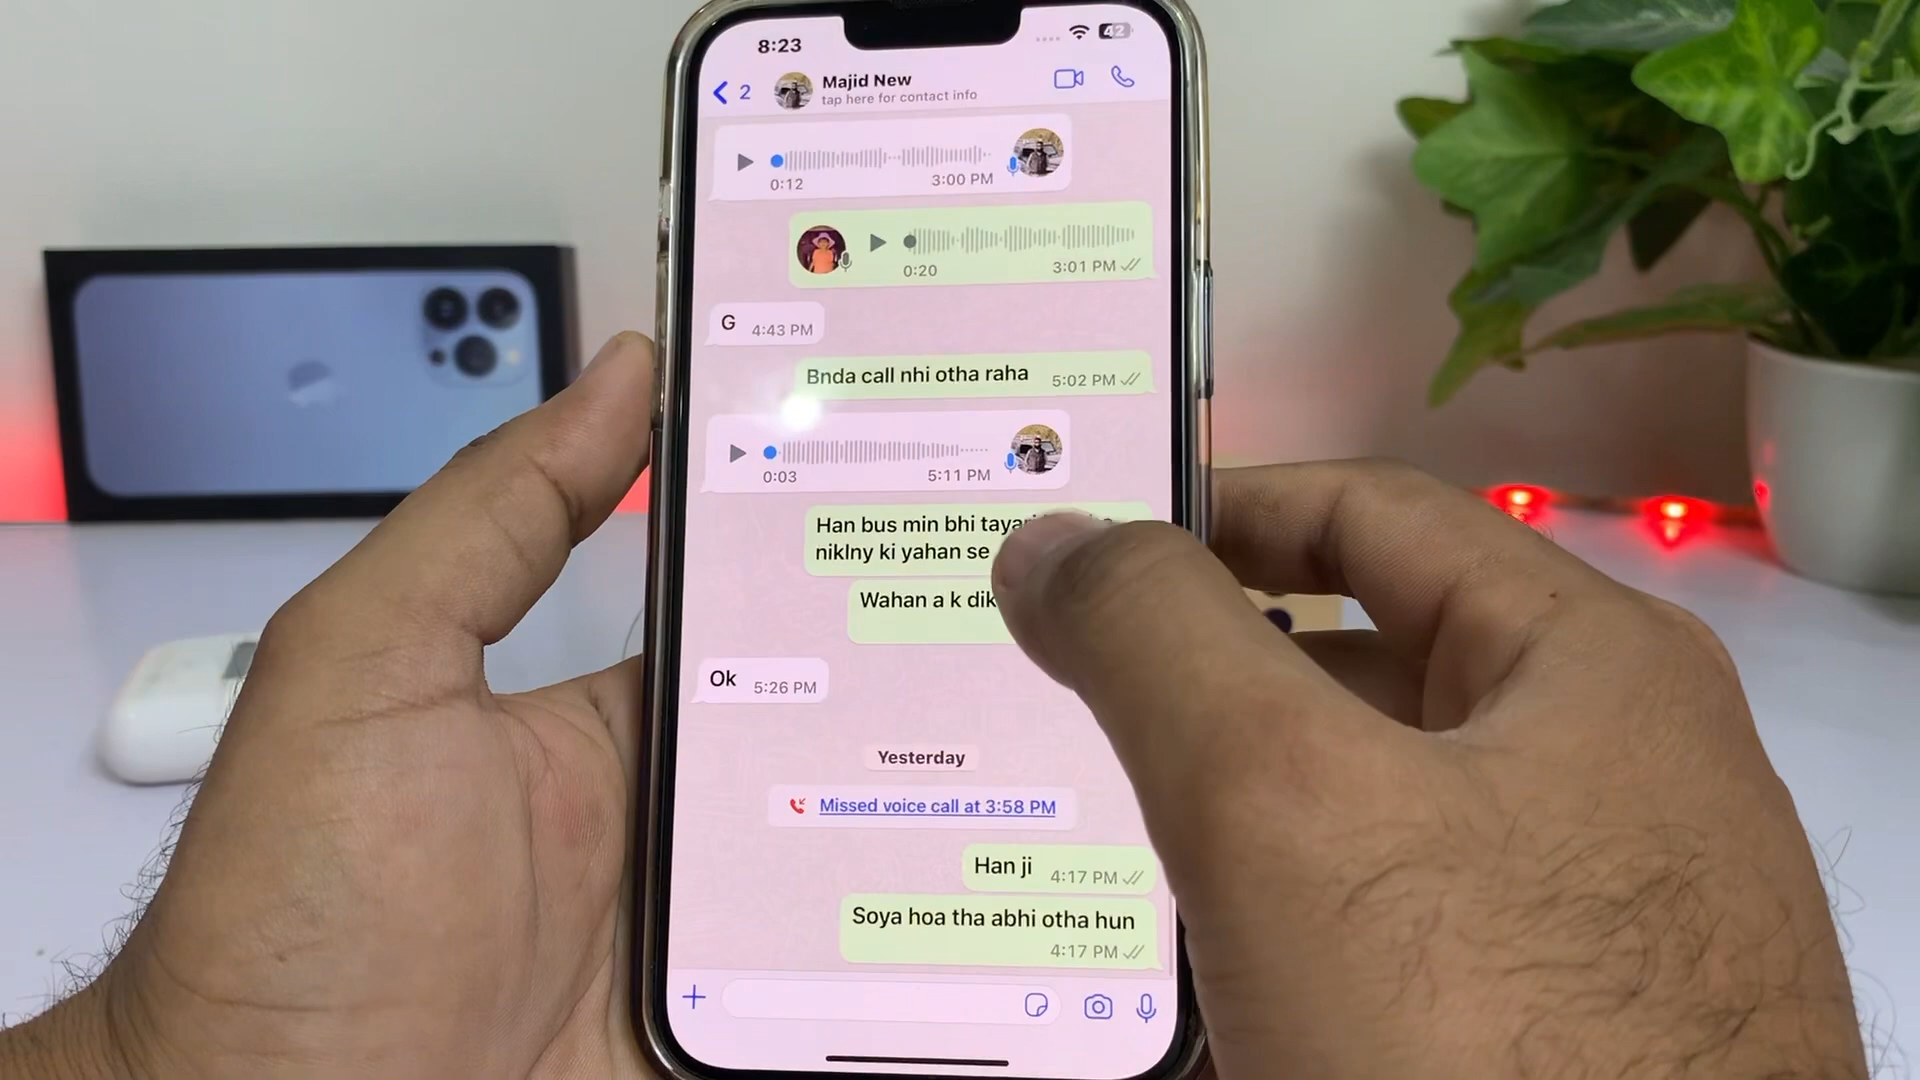 8:23
42
2
Majid New
tap here for contact info
0:12
3:00 PM
0:20
3:01 PM
G
4:43 PM
Bnda call nhi otha raha
5:02 PM
0:03
5:11 PM
Han bus min bhi
niklny ki yahan se
Wahan a k
Ok
5:26 PM
Yesterday
Missed voice call at 3:58 PM
Han ji
4:17 PM
Soya hoa tha abhi otha hun
4:17 PM